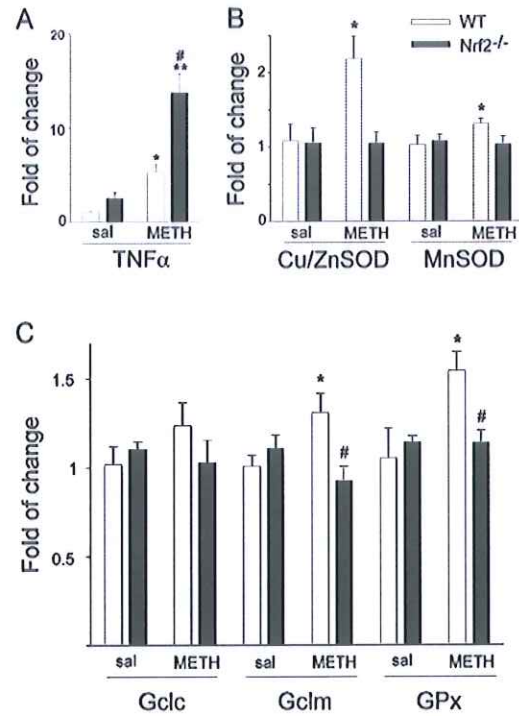 A
Fold of change
20
10
0
*
#
**
sal
METH
TNFα
B
WT
Nrf2⁻/⁻
Fold of change
2
1
0
*
*
sal
METH
sal
METH
Cu/ZnSOD
MnSOD
C
Fold of change
1.5
1
0.5
*
#
*
#
sal
METH
sal
METH
sal
METH
Gclc
Gclm
GPx